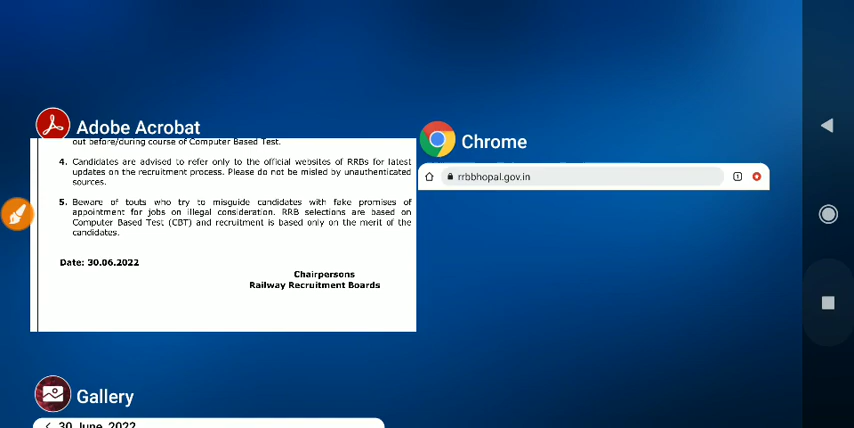 Adobe Acrobat
out before/during course of Computer Based Test.
4. Candidates are advised to refer only to the official websites of RRBs for latest
updates on the recruitment process. Please do not be misled by unauthenticated
sources.
5. Beware of touts who try to misguide candidates with fake promises of
appointment for jobs on illegal consideration. RRB selections are based on
Computer Based Test (CBT) and recruitment is based only on the merit of the
candidates.
Date: 30.06.2022
Chairpersons
Railway Recruitment Boards
Chrome
rrbbhopal.gov.in
1
Gallery
30 June, 2022